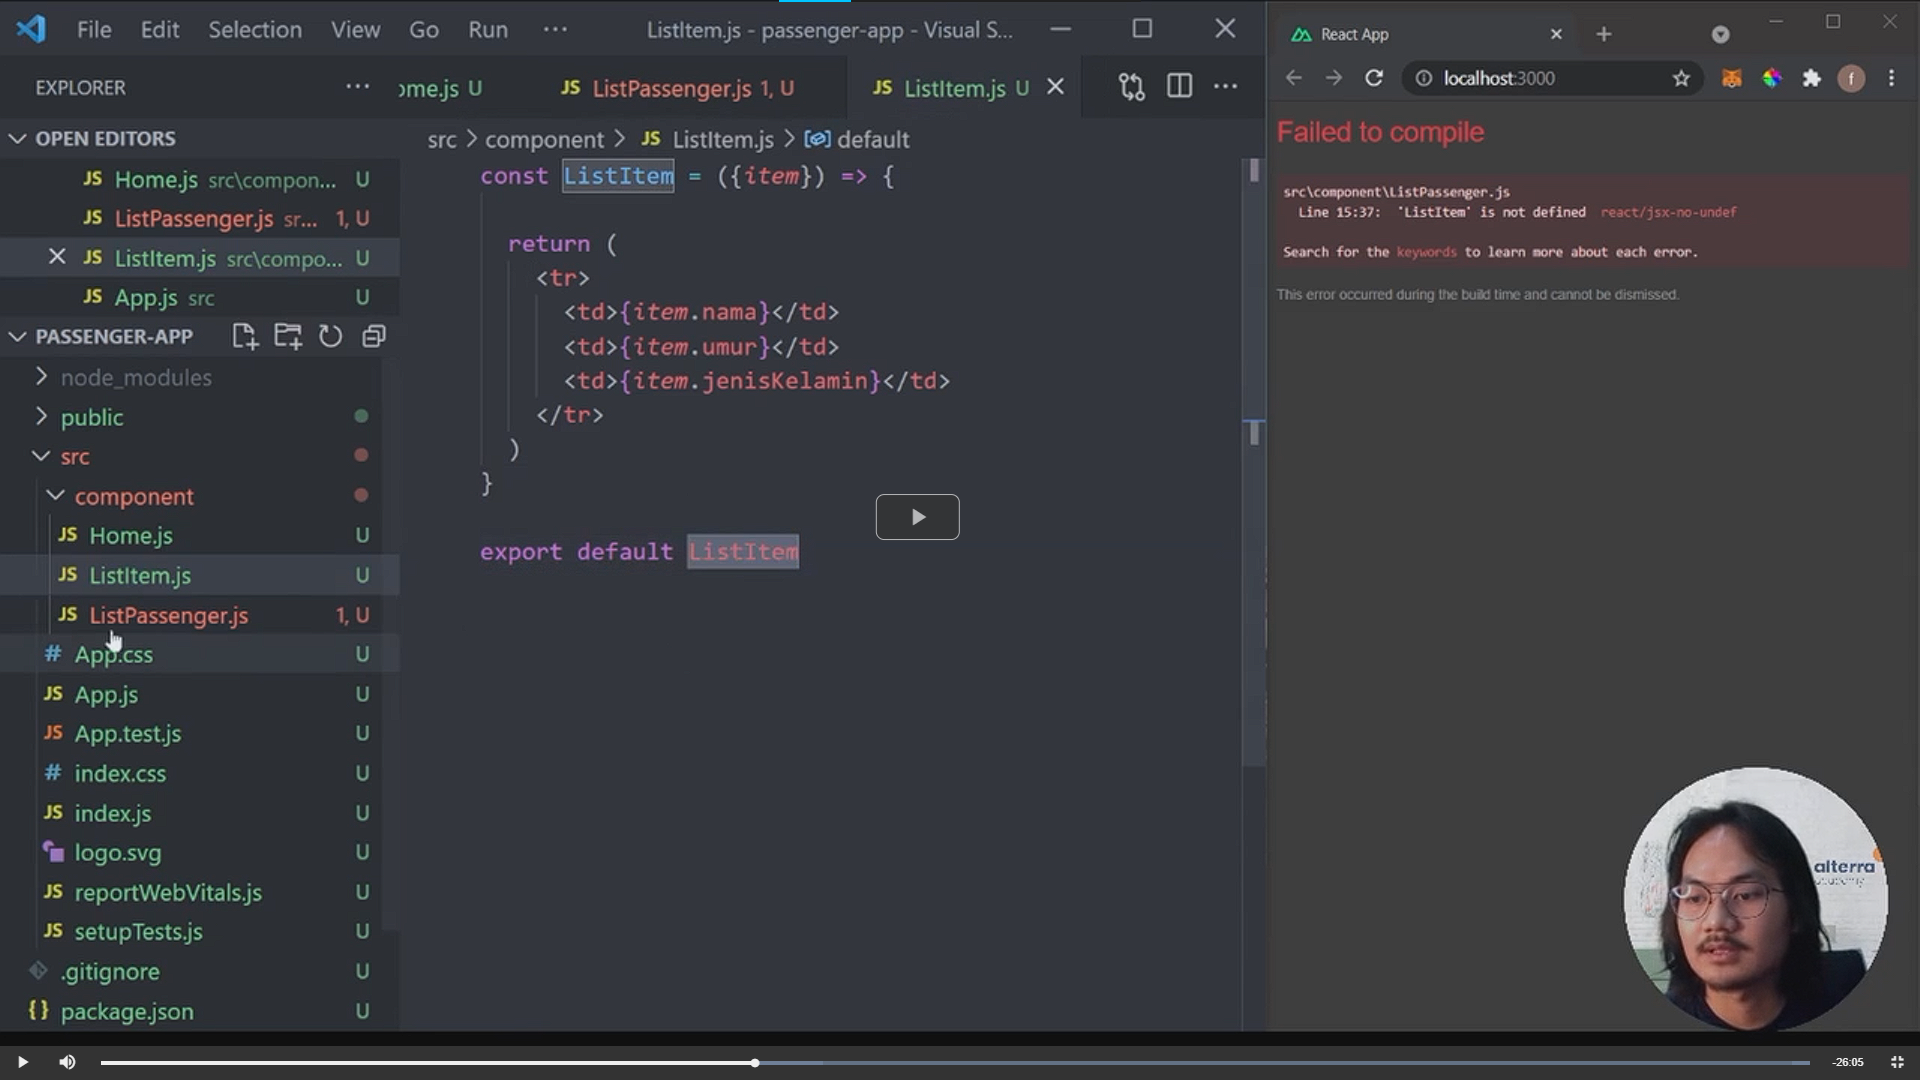 File Edit Selection View Go Run ··· ListItem.js - passenger-app - Visual S...
EXPLORER ···
ome.js U
JS ListPassenger.js 1, U
JS ListItem.js U
OPEN EDITORS
JS Home.js src\compon... U
JS ListPassenger.js sr... 1, U
JS ListItem.js src\compo... U
JS App.js src U
PASSENGER-APP
node_modules
public
src
component
JS Home.js U
JS ListItem.js U
JS ListPassenger.js 1, U
# App.css U
JS App.js U
JS App.test.js U
# index.css U
JS index.js U
logo.svg U
JS reportWebVitals.js U
JS setupTests.js U
.gitignore U
{} package.json U
src > component > JS ListItem.js > default
const ListItem = ({item}) => {
return (
<tr>
<td>{item.nama}</td>
<td>{item.umur}</td>
<td>{item.jenisKelamin}</td>
</tr>
)
}
export default ListItem
React App
localhost:3000
f
Failed to compile
src\component\ListPassenger.js
Line 15:37: 'ListItem' is not defined react/jsx-no-undef
Search for the keywords to learn more about each error.
This error occurred during the build time and cannot be dismissed.
alterra
academy
-26:05